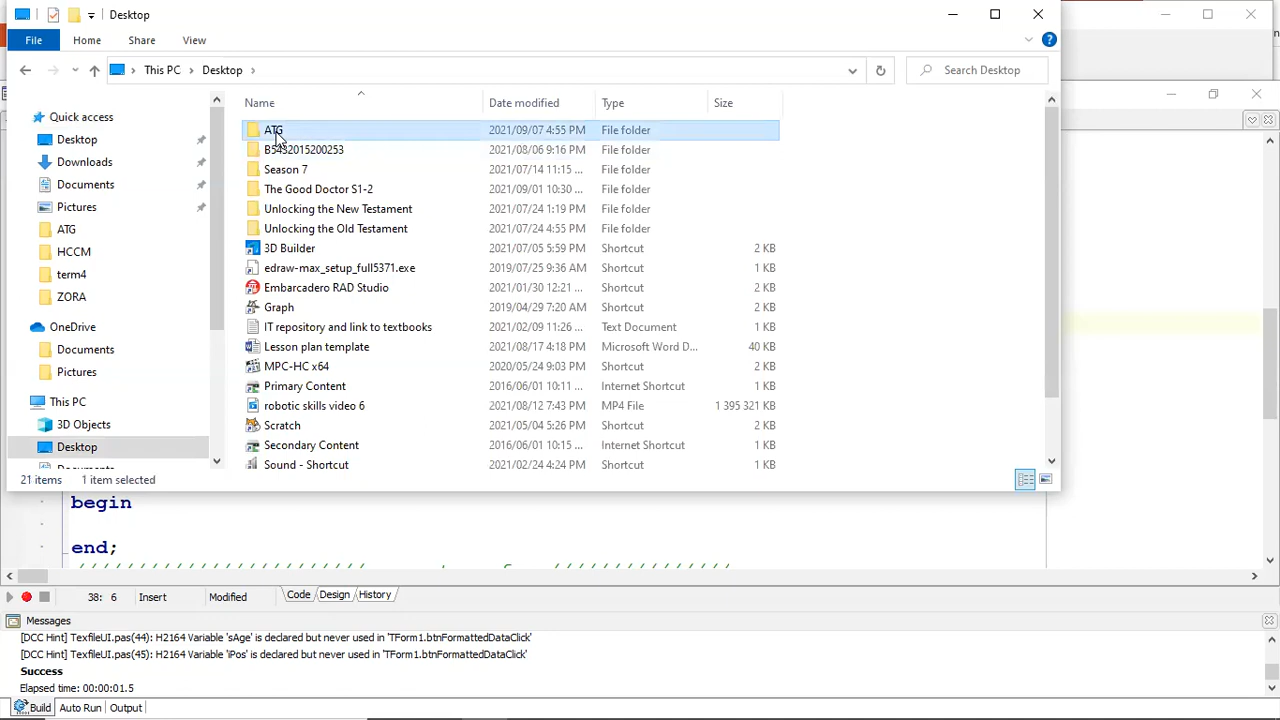 Desktop
File Home Share View
This PC Desktop Search Desktop
Name Date modified Type Size
Quick access
Desktop
Downloads
Documents
Pictures
ATG
HCCM
term4
ZORA
OneDrive
Documents
Pictures
This PC
3D Objects
Desktop
ATG 2021/09/07 4:55 PM File folder
2021/08/06 9:16 PM File folder
Season 7 2021/07/14 11:15 ... File folder
The Good Doctor S1-2 2021/09/01 10:30 ... File folder
Unlocking the New Testament 2021/07/24 1:19 PM File folder
Unlocking the Old Testament 2021/07/24 4:55 PM File folder
3D Builder 2021/07/05 5:59 PM Shortcut 2 KB
edraw-max_setup_full5371.exe 2019/07/25 9:36 AM Shortcut 1 KB
Embarcadero RAD Studio 2021/01/30 12:21 ... Shortcut 2 KB
Graph 2019/04/29 7:20 AM Shortcut 2 KB
IT repository and link to textbooks 2021/02/09 11:26 ... Text Document 1 KB
Lesson plan template 2021/08/17 4:18 PM Microsoft Word D... 40 KB
MPC-HC x64 2020/05/24 9:03 PM Shortcut 2 KB
Primary Content 2016/06/01 10:11 ... Internet Shortcut 1 KB
robotic skills video 6 2021/08/12 7:43 PM MP4 File 1 395 321 KB
Scratch 2021/05/04 5:26 PM Shortcut 2 KB
Secondary Content 2016/06/01 10:15 ... Internet Shortcut 1 KB
Sound - Shortcut 2021/02/24 4:24 PM Shortcut 1 KB
21 items 1 item selected
begin
end;
38: 6 Insert Modified Code Design History
Messages
[DCC Hint] TexfileUI.pas(44): H2164 Variable 'sAge' is declared but never used in 'TForm1.btnFormattedDataClick'
[DCC Hint] TexfileUI.pas(45): H2164 Variable 'iPos' is declared but never used in 'TForm1.btnFormattedDataClick'
Success
Elapsed time: 00:00:01.5
Build Auto Run Output